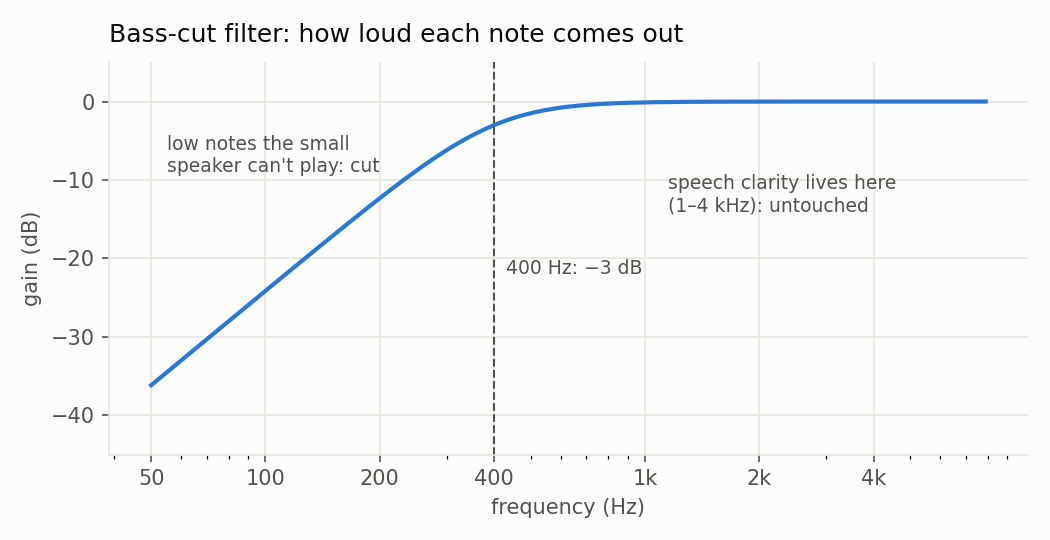 Bass-cut filter: how loud each note comes out
0
−10
−20
−30
−40
gain (dB)
low notes the small
speaker can't play: cut
speech clarity lives here
(1–4 kHz): untouched
400 Hz: −3 dB
50
100
200
400
1k
2k
4k
frequency (Hz)